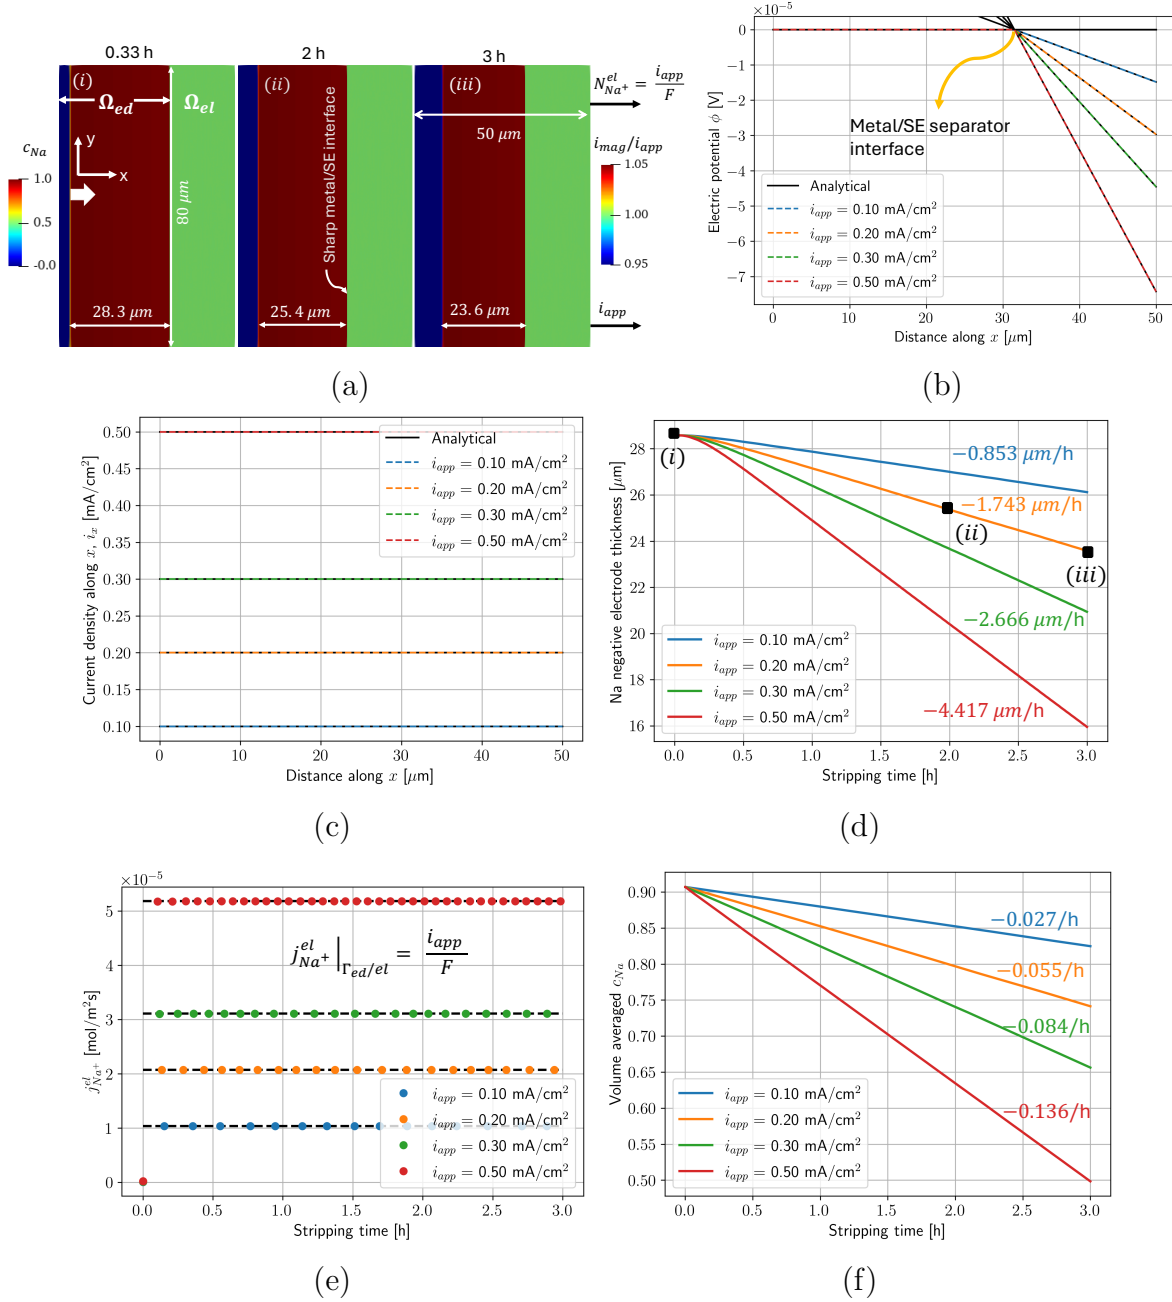 0.33 h
2 h
3 h
(i)
(ii)
(iii)
Ω_ed
Ω_el
N^el_Na+ = i_app / F
50 μm
c_Na
y
x
1.0
0.5
-0.0
80 μm
Sharp metal/SE interface
i_mag/i_app
1.05
1.00
0.95
28.3 μm
25.4 μm
23.6 μm
i_app
(a)
×10⁻⁵
0
−1
−2
−3
−4
−5
−6
−7
Electric potential ϕ [V]
Metal/SE separator
interface
Analytical
i_app = 0.10 mA/cm²
i_app = 0.20 mA/cm²
i_app = 0.30 mA/cm²
i_app = 0.50 mA/cm²
0 10 20 30 40 50
Distance along x [μm]
(b)
0.50
0.45
0.40
0.35
0.30
0.25
0.20
0.15
0.10
Current density along x, i_x [mA/cm²]
Analytical
i_app = 0.10 mA/cm²
i_app = 0.20 mA/cm²
i_app = 0.30 mA/cm²
i_app = 0.50 mA/cm²
0 10 20 30 40 50
Distance along x [μm]
(c)
28
26
24
22
20
18
16
Na negative electrode thickness [μm]
(i)
−0.853 μm/h
−1.743 μm/h
(ii)
(iii)
−2.666 μm/h
−4.417 μm/h
i_app = 0.10 mA/cm²
i_app = 0.20 mA/cm²
i_app = 0.30 mA/cm²
i_app = 0.50 mA/cm²
0.0 0.5 1.0 1.5 2.0 2.5 3.0
Stripping time [h]
(d)
×10⁻⁵
5
4
3
2
1
0
j^el_Na+ [mol/m²s]
j^el_Na+ |_Γed/el = i_app / F
i_app = 0.10 mA/cm²
i_app = 0.20 mA/cm²
i_app = 0.30 mA/cm²
i_app = 0.50 mA/cm²
0.0 0.5 1.0 1.5 2.0 2.5 3.0
Stripping time [h]
(e)
0.90
0.85
0.80
0.75
0.70
0.65
0.60
0.55
0.50
Volume averaged c_Na
−0.027/h
−0.055/h
−0.084/h
−0.136/h
i_app = 0.10 mA/cm²
i_app = 0.20 mA/cm²
i_app = 0.30 mA/cm²
i_app = 0.50 mA/cm²
0.0 0.5 1.0 1.5 2.0 2.5 3.0
Stripping time [h]
(f)